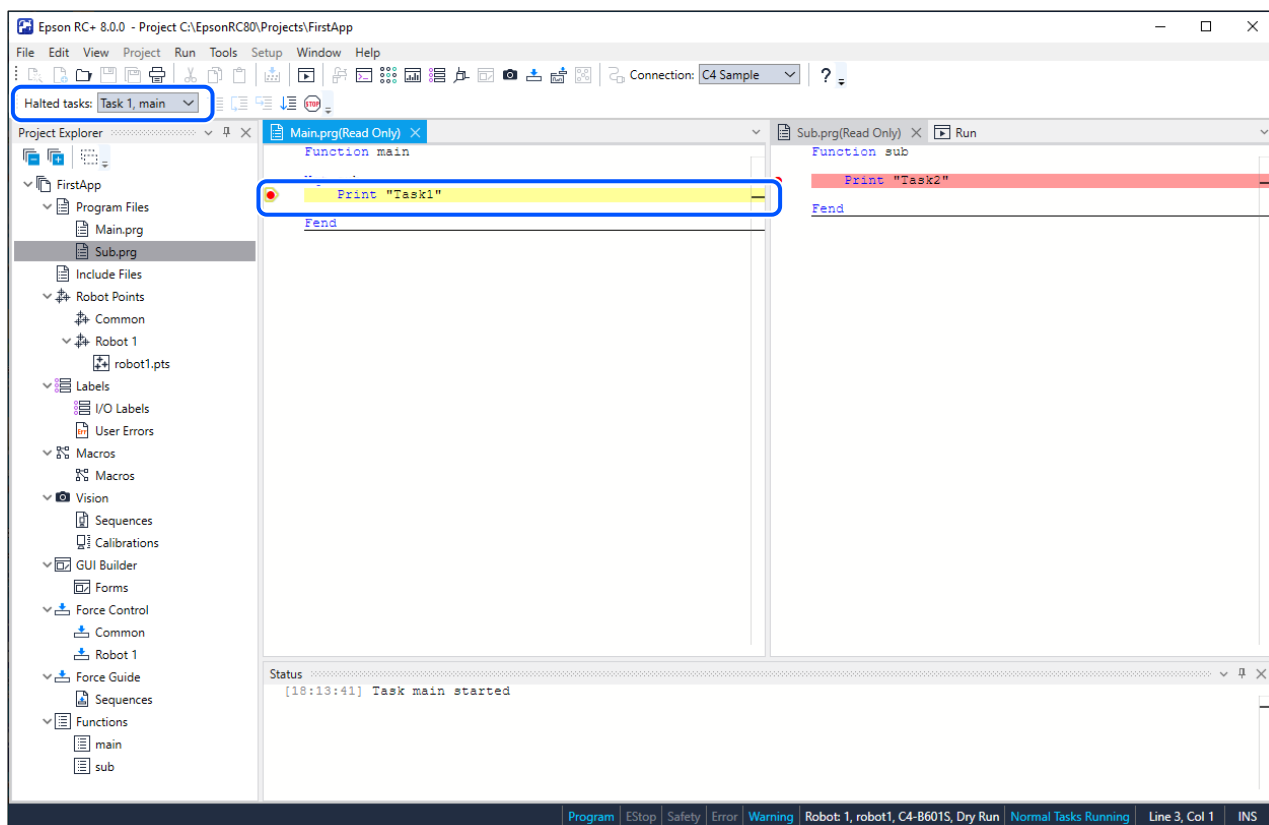 Epson RC+ 8.0.0 - Project C:\EpsonRC80\Projects\FirstApp
File Edit View Project Run Tools Setup Window Help
Connection: C4 Sample ?
Halted tasks: Task 1, main STOP
Project Explorer
Main.prg(Read Only)
Sub.prg(Read Only) Run
FirstApp
Program Files
Main.prg
Sub.prg
Include Files
Robot Points
Common
Robot 1
robot1.pts
Labels
I/O Labels
Err User Errors
Macros
Macros
Vision
Sequences
Calibrations
GUI Builder
Forms
Force Control
Common
Robot 1
Force Guide
Sequences
Functions
main
sub
Function main
Print "Task1"
Fend
Function sub
Print "Task2"
Fend
Status
[18:13:41] Task main started
Program EStop Safety Error Warning Robot: 1, robot1, C4-B601S, Dry Run Normal Tasks Running Line 3, Col 1 INS